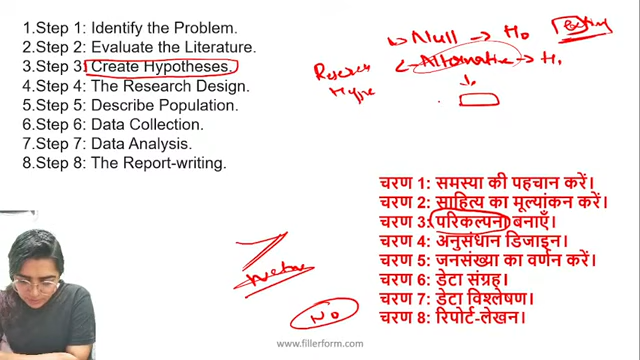 1.Step 1: Identify the Problem.
2.Step 2: Evaluate the Literature.
3.Step 3: Create Hypotheses.
4.Step 4: The Research Design.
5.Step 5: Describe Population.
6.Step 6: Data Collection.
7.Step 7: Data Analysis.
8.Step 8: The Report-writing.
Null → H₀
Alternative → H₁
चरण 1: समस्या की पहचान करें।
चरण 2: साहित्य का मूल्यांकन करें।
चरण 3: परिकल्पना बनाएँ।
चरण 4: अनुसंधान डिजाइन।
चरण 5: जनसंख्या का वर्णन करें।
चरण 6: डेटा संग्रह।
चरण 7: डेटा विश्लेषण।
चरण 8: रिपोर्ट-लेखन।
No
www.fillerform.com